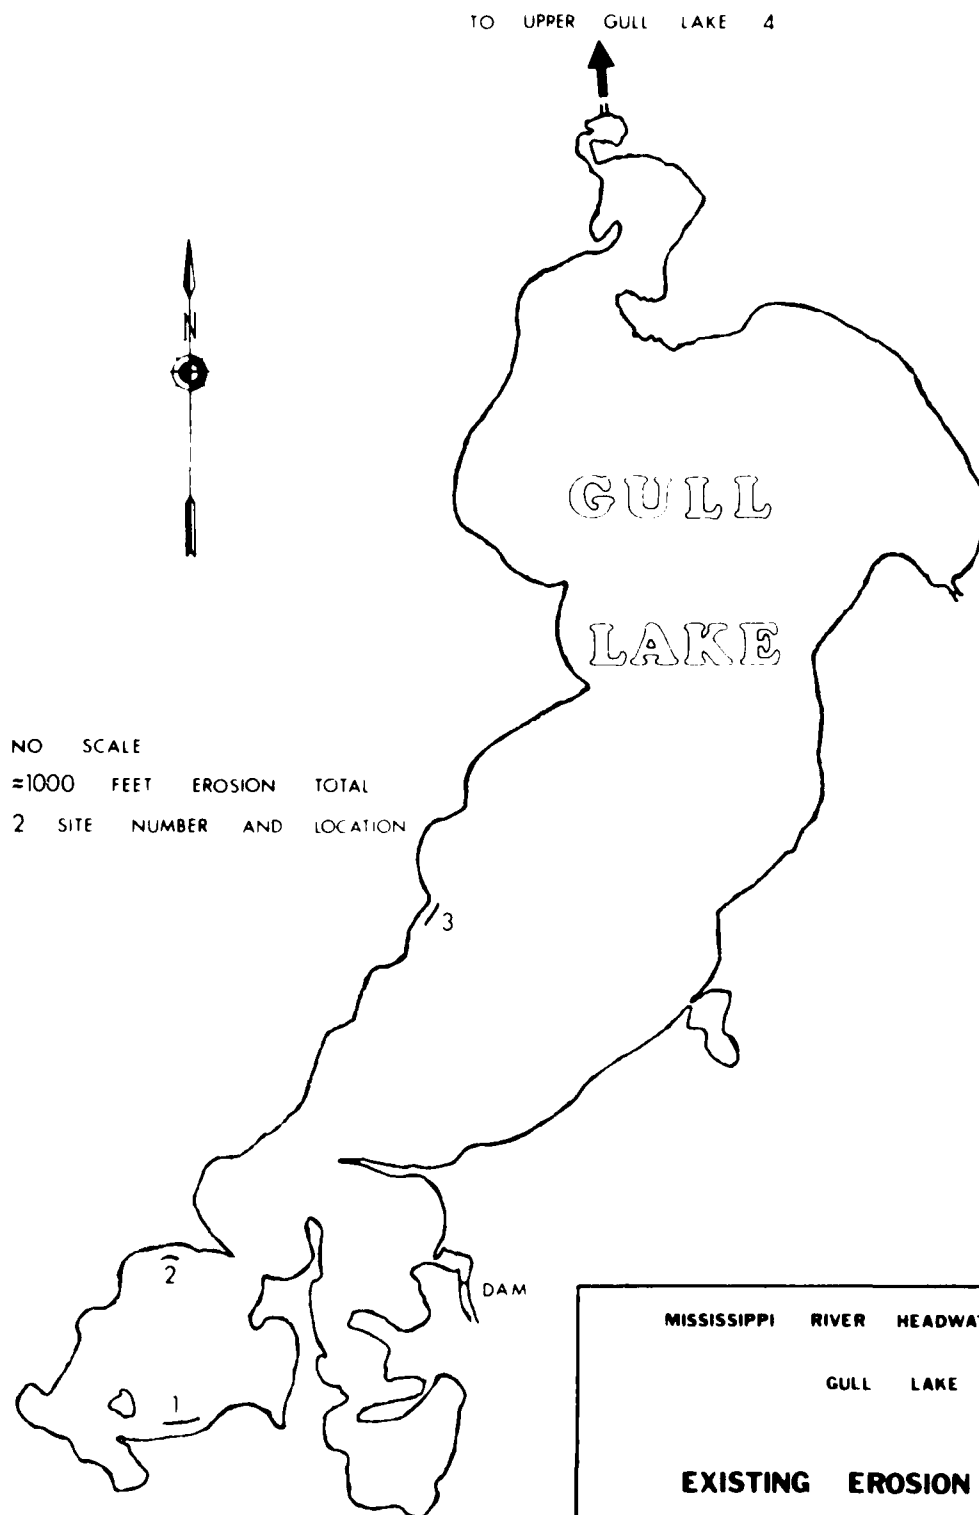 TO UPPER GULL LAKE 4
N
GULL
LAKE
NO SCALE
≈1000 FEET EROSION TOTAL
2 SITE NUMBER AND LOCATION
3
2
DAM
1
MISSISSIPPI RIVER
GULL LAKE
EXISTING EROSION